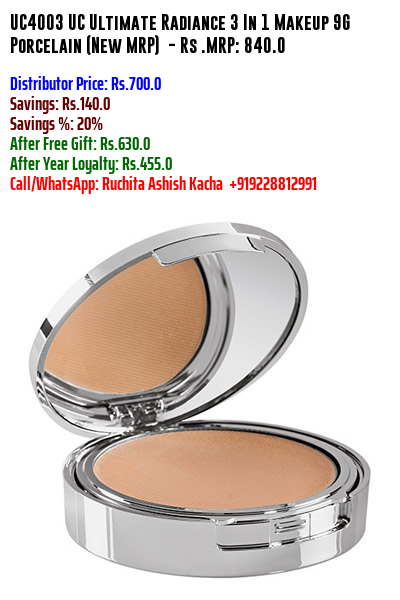 UC4003 UC Ultimate Radiance 3 In 1 Makeup 9G
Porcelain (New MRP) - Rs .MRP: 840.0
Distributor Price: Rs.700.0
Savings: Rs.140.0
Savings %: 20%
After Free Gift: Rs.630.0
After Year Loyalty: Rs.455.0
Call/WhatsApp: Ruchita Ashish Kacha +919228812991